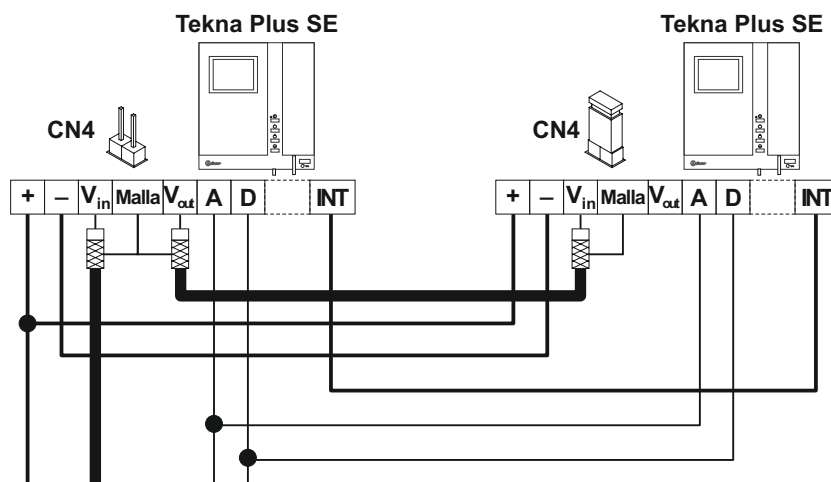 Tekna Plus SE
Tekna Plus SE
CN4
CN4
+ – Vin Malla Vout A D INT
+ – Vin Malla Vout A D INT